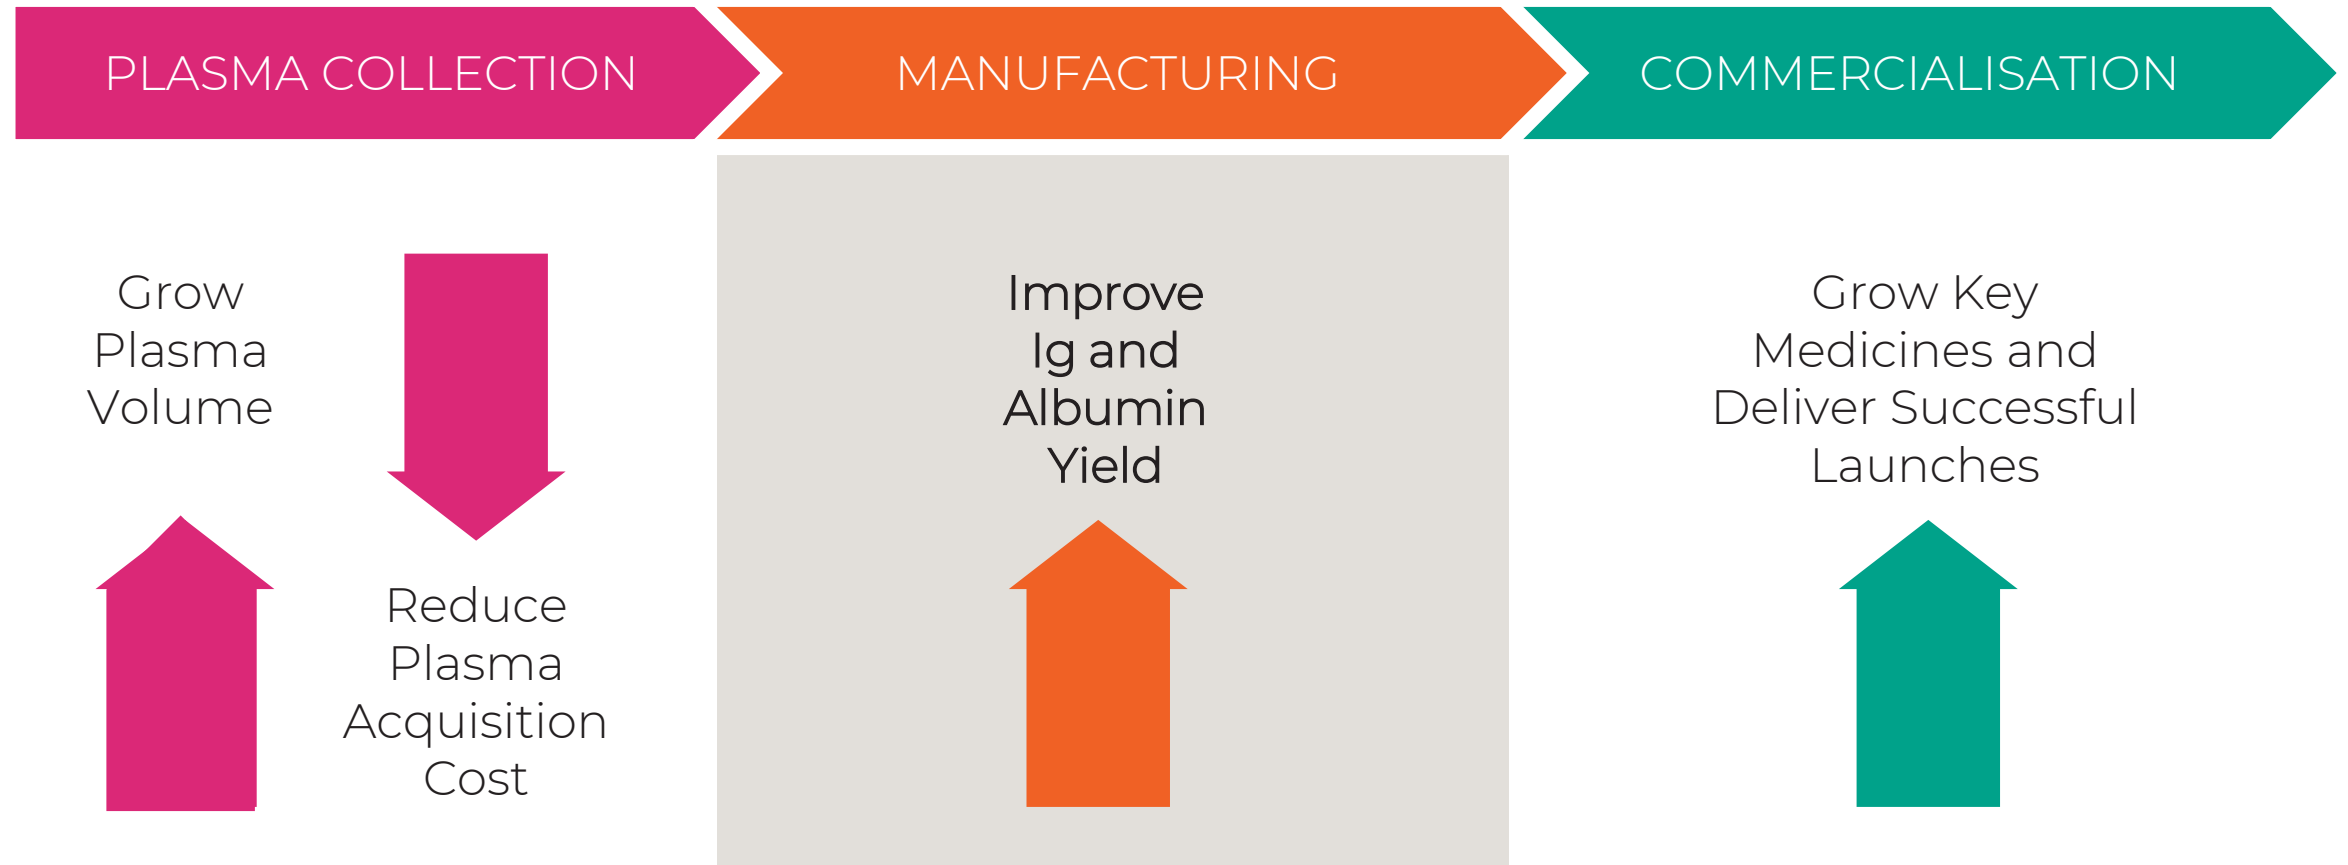 PLASMA COLLECTION
MANUFACTURING
COMMERCIALISATION
Grow
Plasma
Volume
Reduce
Plasma
Acquisition
Cost
Improve
Ig and
Albumin
Yield
Grow Key
Medicines and
Deliver Successful
Launches